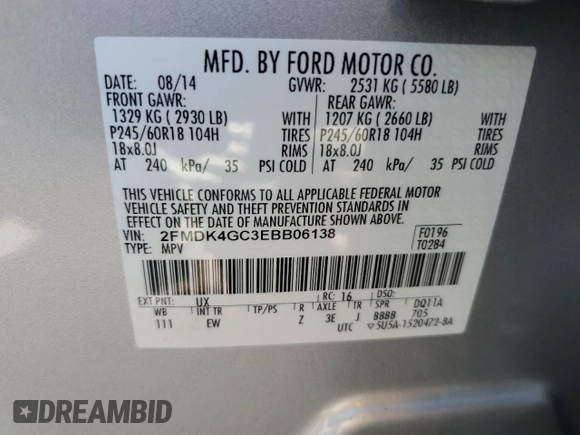 MFD. BY FORD MOTOR CO.
DATE: 08/14 GVWR: 2531 KG ( 5580 LB)
FRONT GAWR: REAR GAWR:
1329 KG ( 2930 LB) WITH 1207 KG ( 2660 LB) WITH
P245/60R18 104H TIRES P245/60R18 104H TIRES
18x8.0J RIMS 18x8.0J RIMS
AT 240 kPa/ 35 PSI COLD AT 240 kPa/ 35 PSI COLD
THIS VEHICLE CONFORMS TO ALL APPLICABLE FEDERAL MOTOR
VEHICLE SAFETY AND THEFT PREVENTION STANDARDS IN
EFFECT ON THE DATE OF MANUFACTURE SHOWN ABOVE.
VIN: 2FMDK4GC3EBB06138 F0196
TYPE: MPV T0284
EXT PNT: UX RC: 16 DSO:
WB INT TR TP/PS R AXLE TR SPR DQ11A
111 EW Z 3E J BBBB 705
UTC ▽5U5A-1520472-BA
DREAMBID